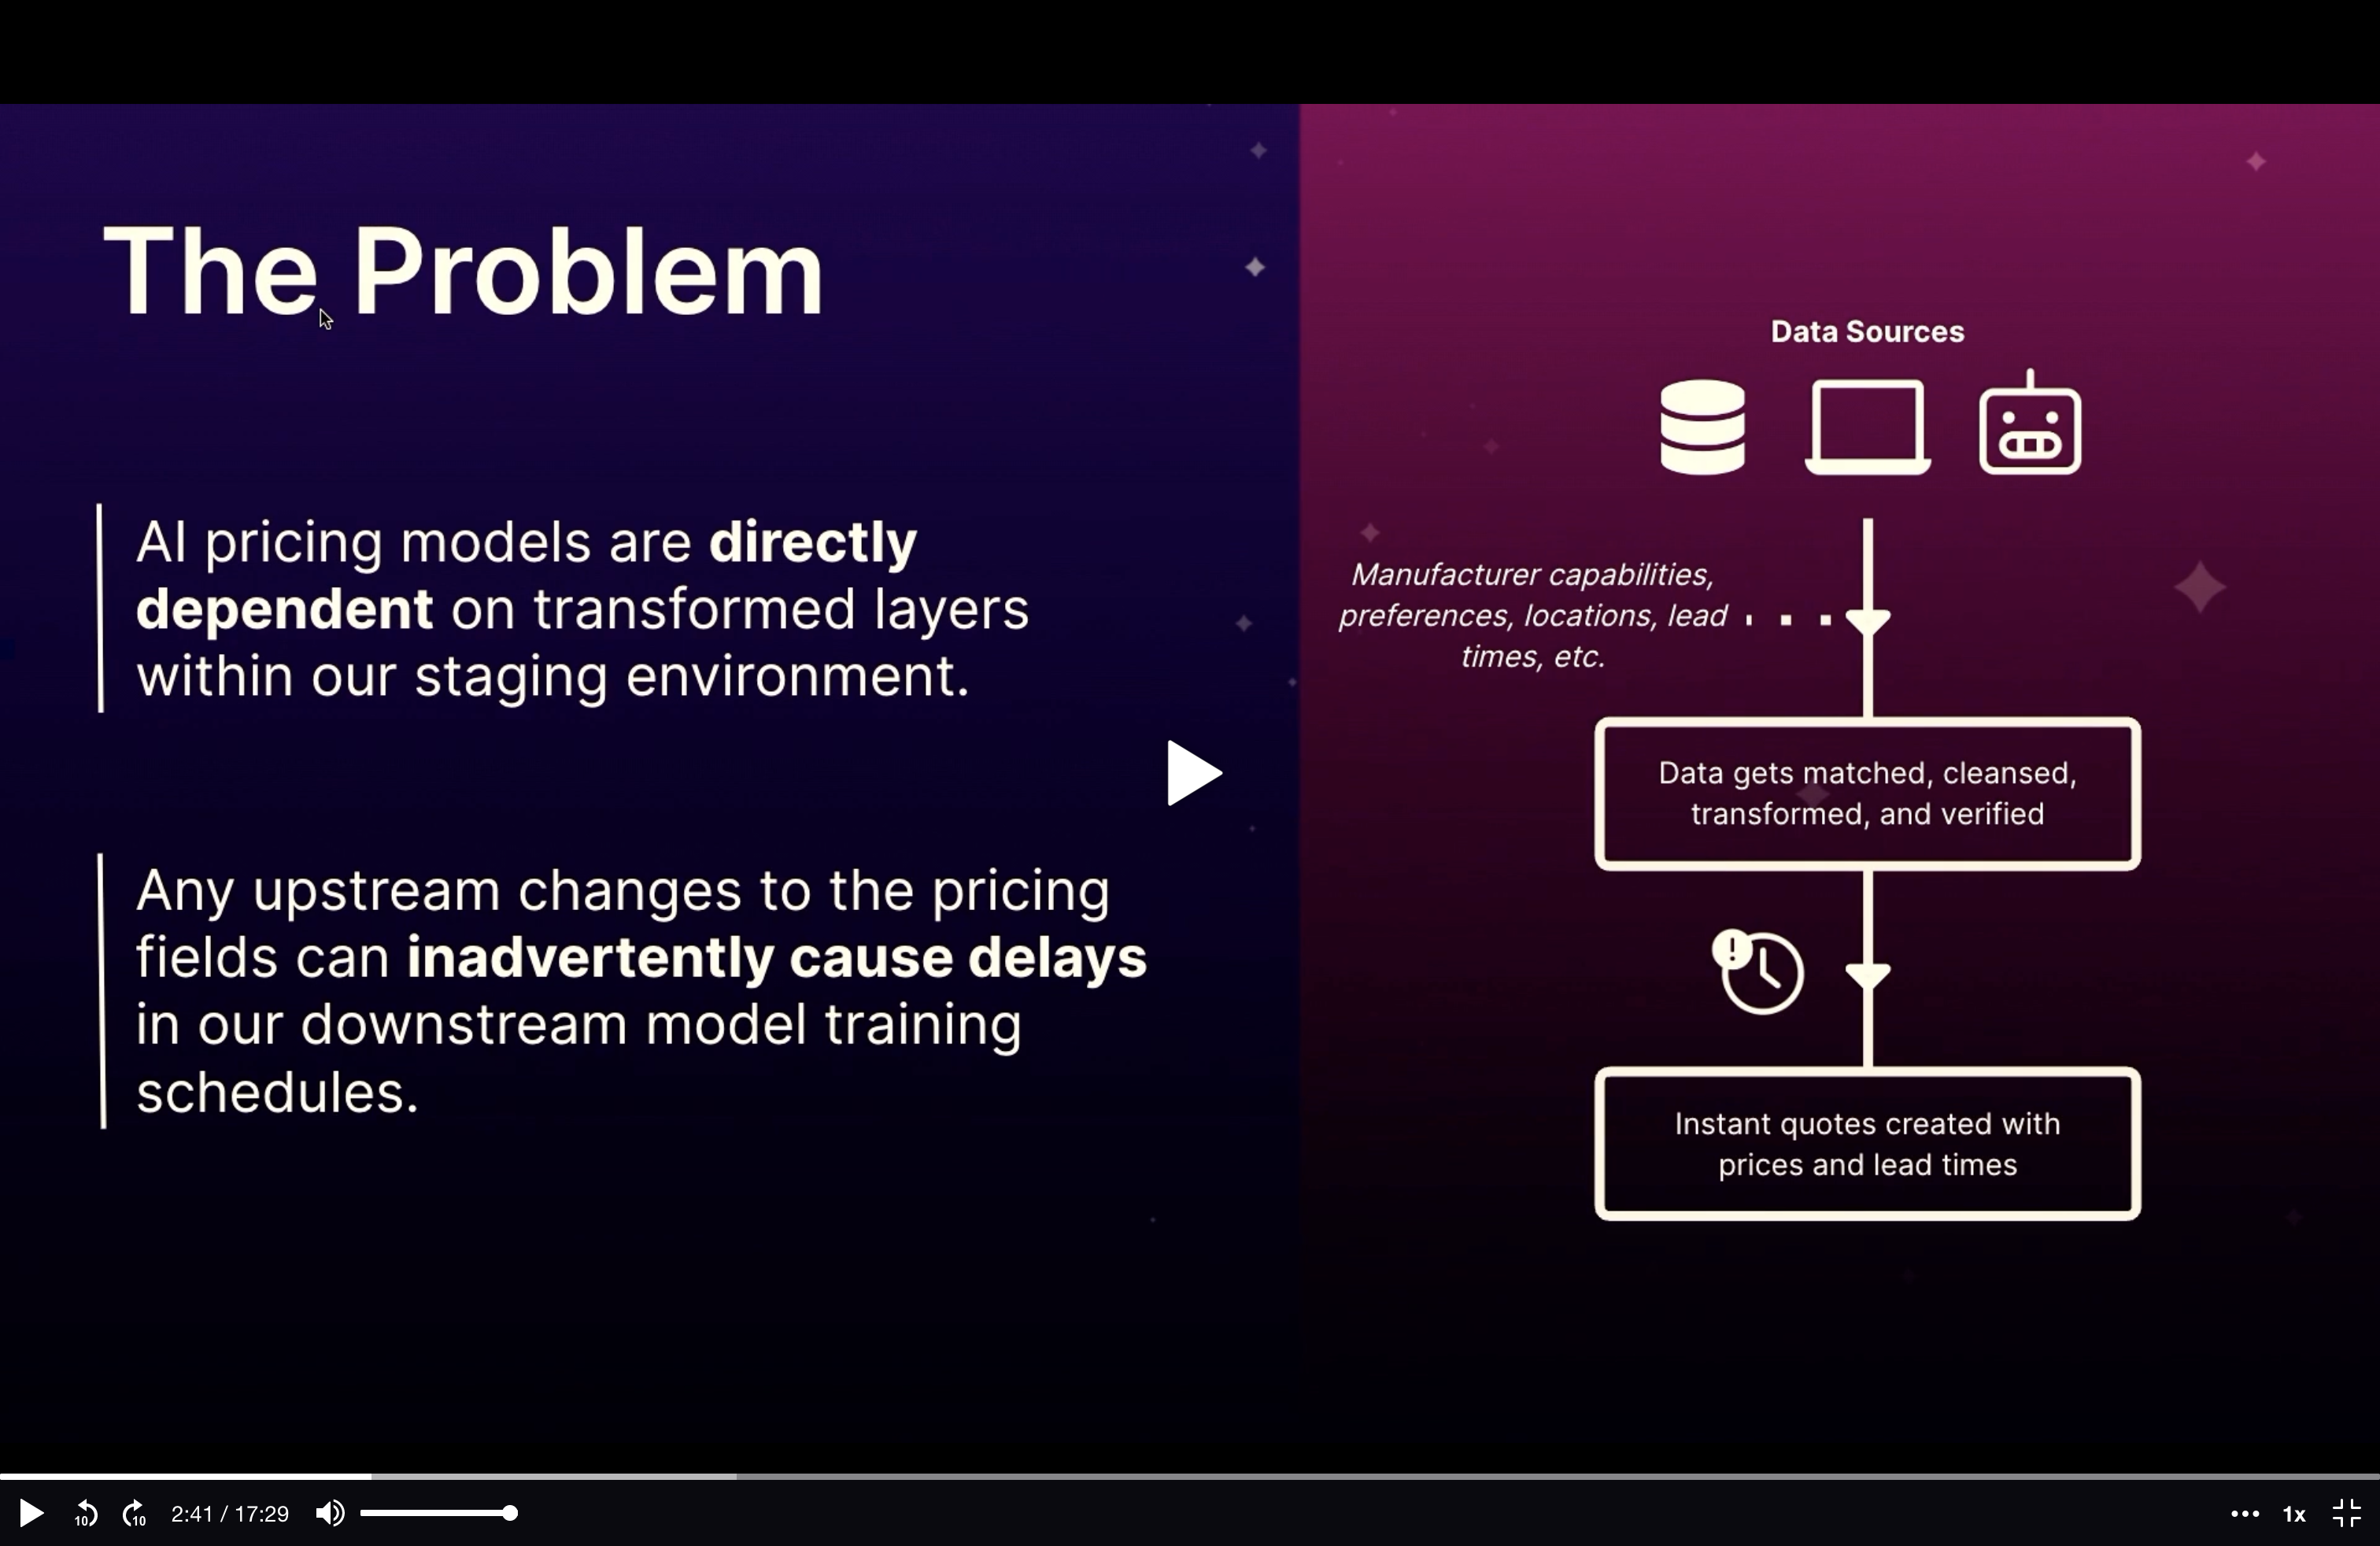 The Problem
AI pricing models are directly
dependent on transformed layers
within our staging environment.
Any upstream changes to the pricing
fields can inadvertently cause delays
in our downstream model training
schedules.
Data Sources
Manufacturer capabilities,
preferences, locations, lead
times, etc.
Data gets matched, cleansed,
transformed, and verified
!
Instant quotes created with
prices and lead times
10
10
2:41 / 17:29
1x